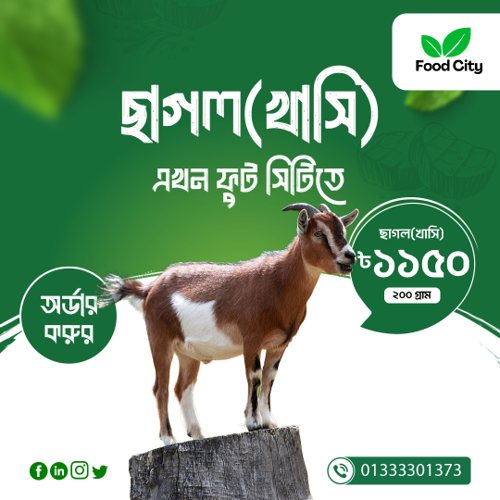 Food City
ছাগল(খাসি)
এখন ফুট সিটিতে
ছাগল(খাসি)
৳১১৫০
২০০ গ্রাম
অর্ডার
করুর
01333301373